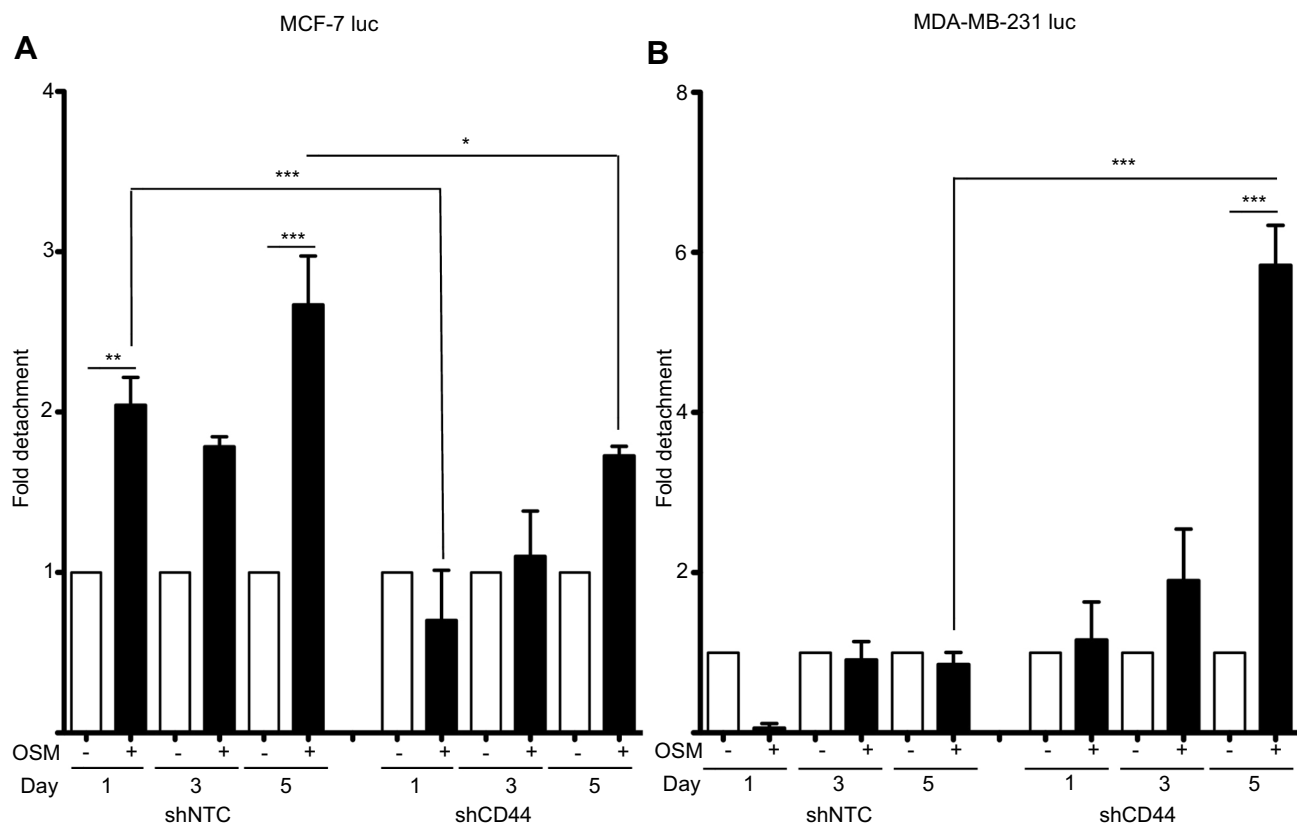 MCF-7 luc
A
4
3
2
1
Fold detachment
**
***
***
*
OSM - + - + - + - + - + - +
Day 1 3 5 1 3 5
shNTC shCD44
MDA-MB-231 luc
B
8
6
4
2
Fold detachment
***
***
OSM - + - + - + - + - + - +
Day 1 3 5 1 3 5
shNTC shCD44